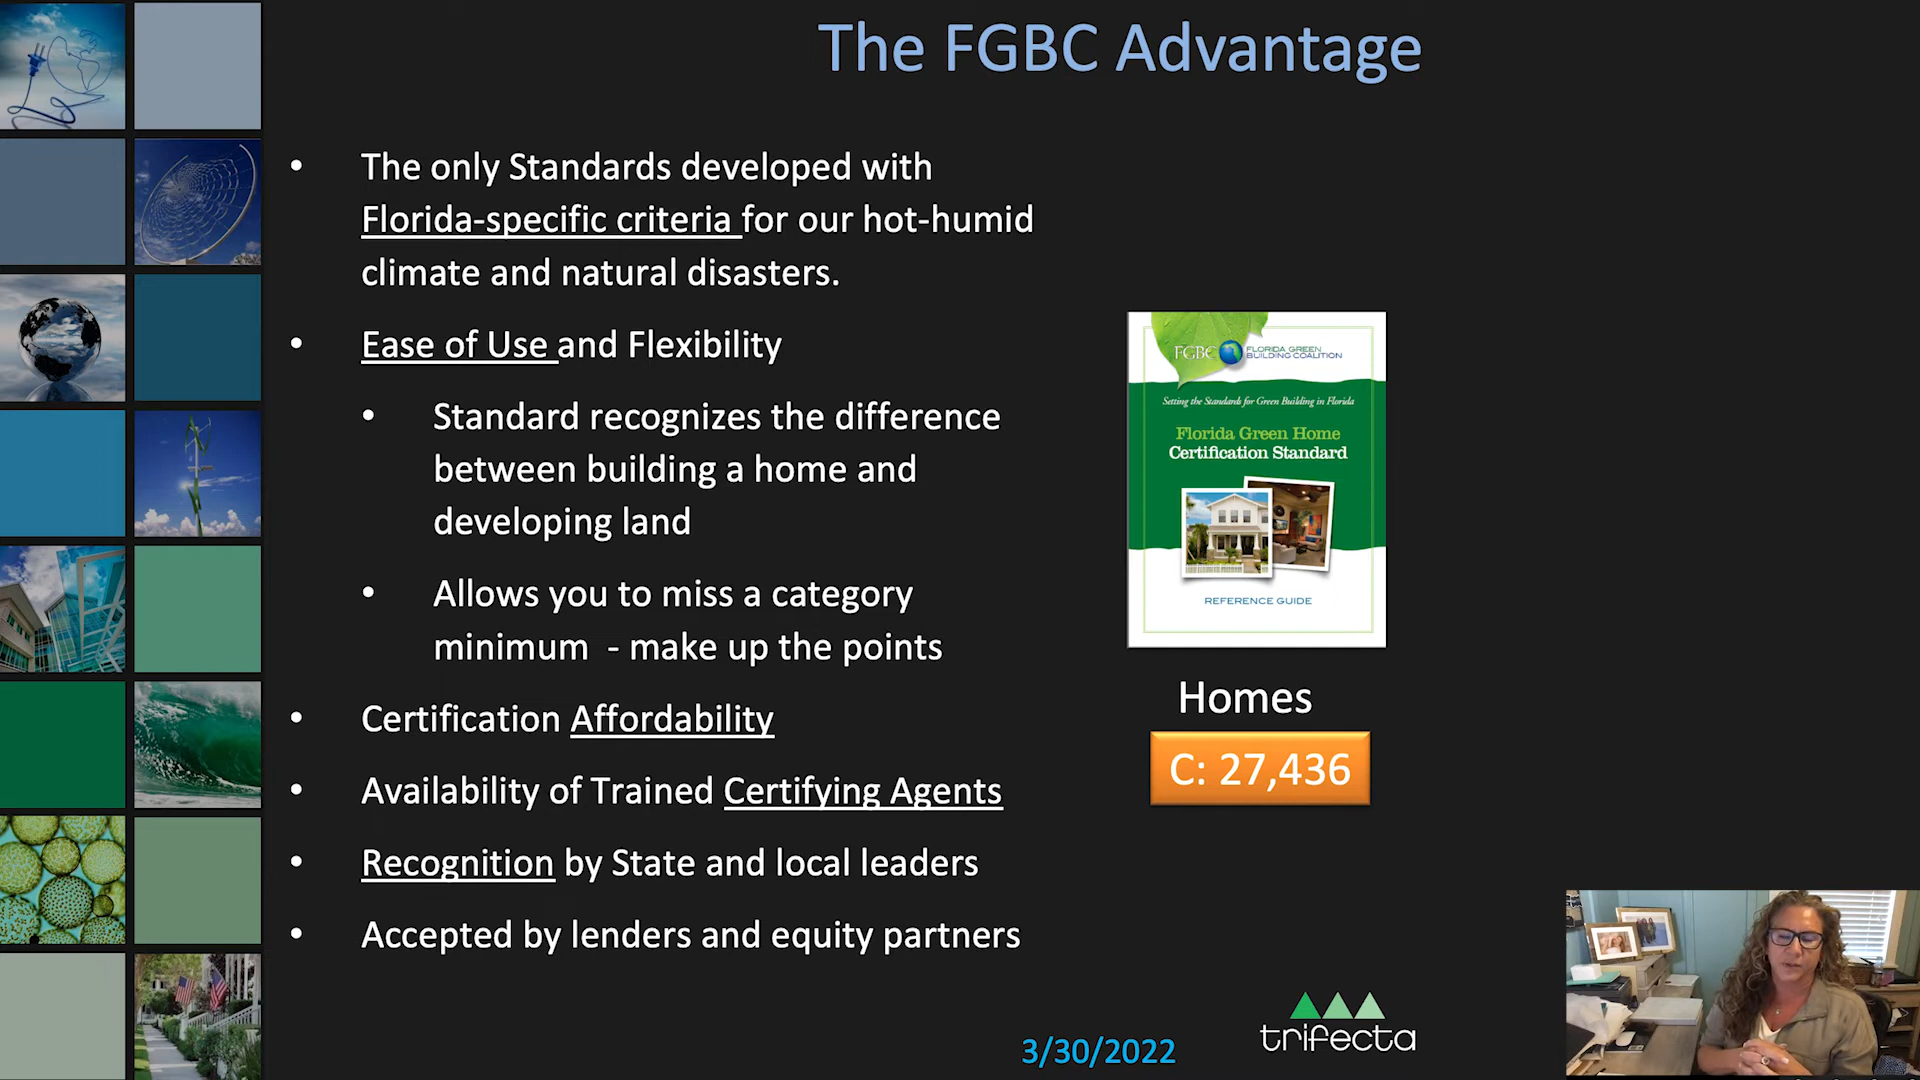 The FGBC Advantage
• The only Standards developed with
Florida-specific criteria for our hot-humid
climate and natural disasters.
• Ease of Use and Flexibility
• Standard recognizes the difference
between building a home and
developing land
• Allows you to miss a category
minimum - make up the points
• Certification Affordability
• Availability of Trained Certifying Agents
• Recognition by State and local leaders
• Accepted by lenders and equity partners
FGBC FLORIDA GREEN
BUILDING COALITION
Setting the Standards for Green Building in Florida
Florida Green Home
Certification Standard
REFERENCE GUIDE
Homes
C: 27,436
3/30/2022
trifecta